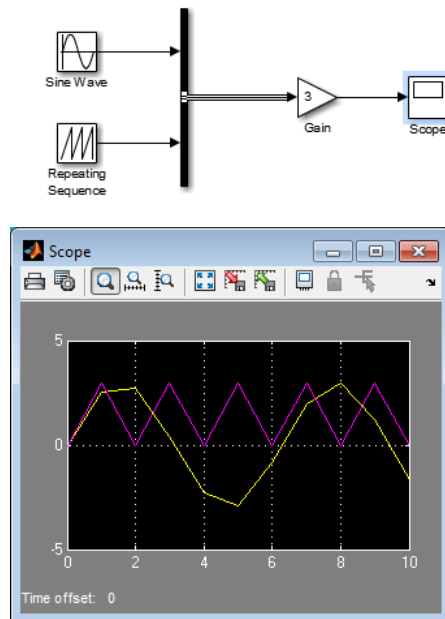 Sine Wave
3
Gain
Scope
Repeating
Sequence
Scope
5
0
-5
0 2 4 6 8 10
Time offset: 0